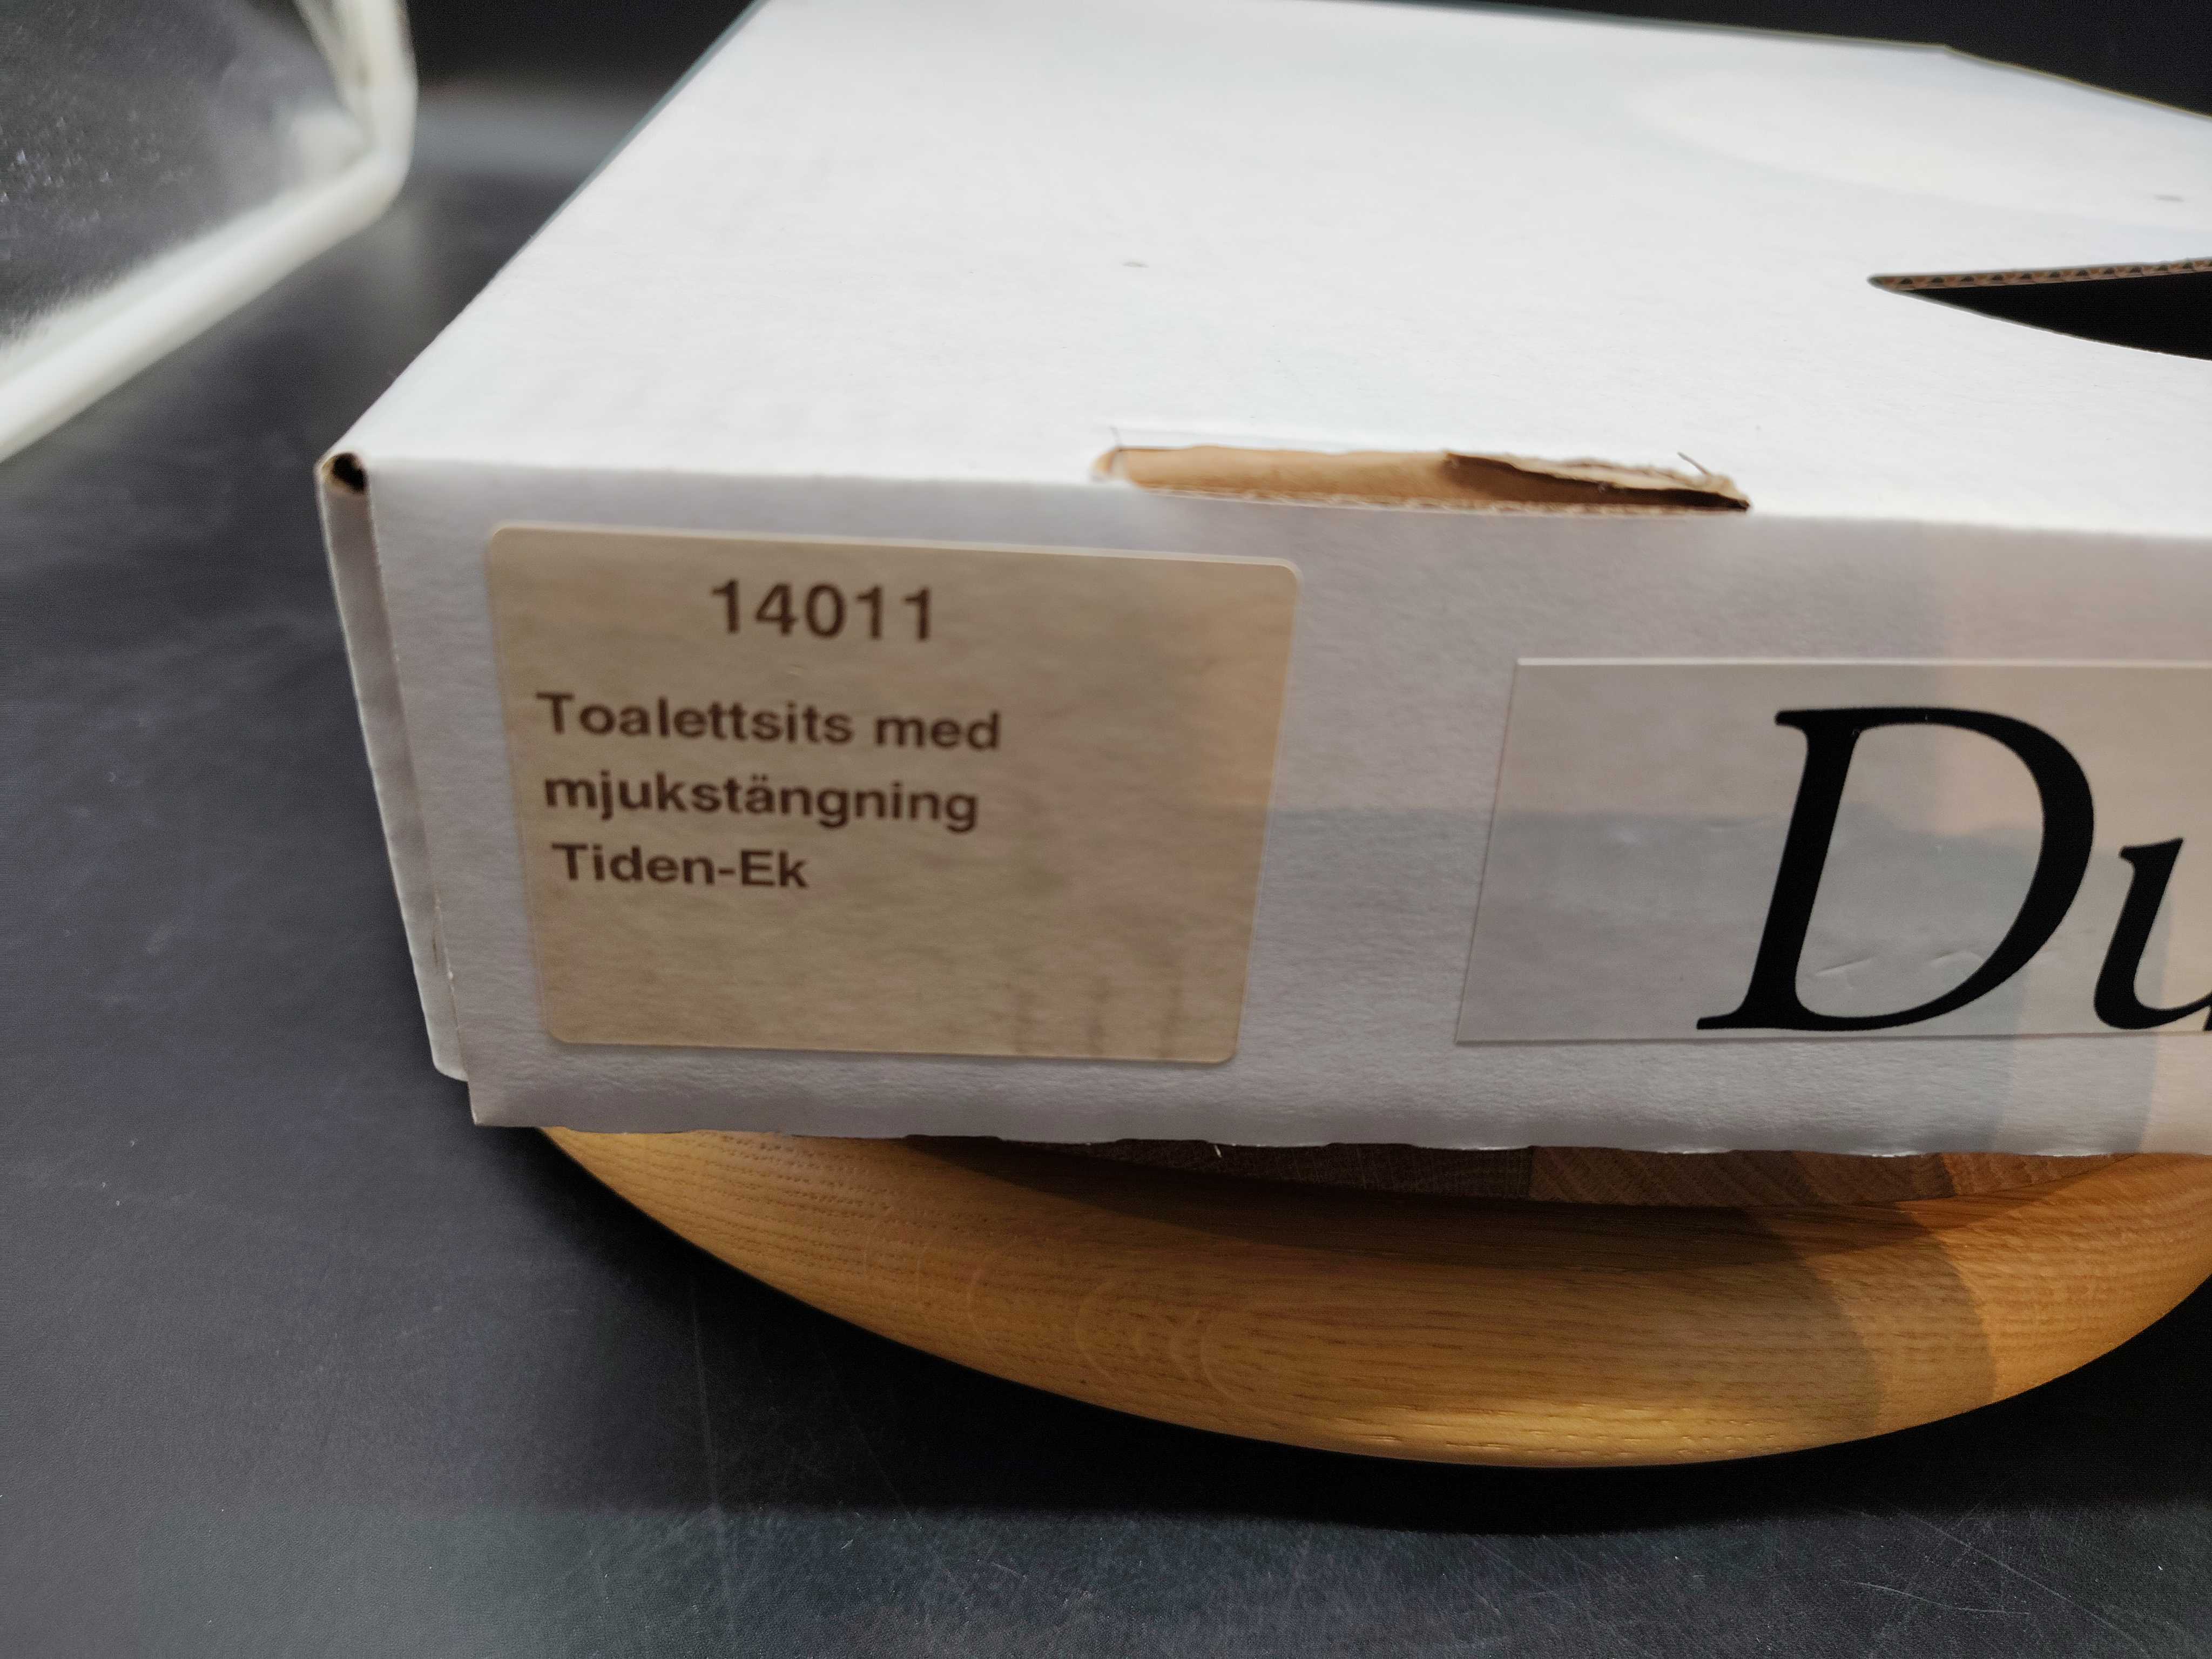 14011
Toalettsits med
mjukstängning
Tiden-Ek
Du